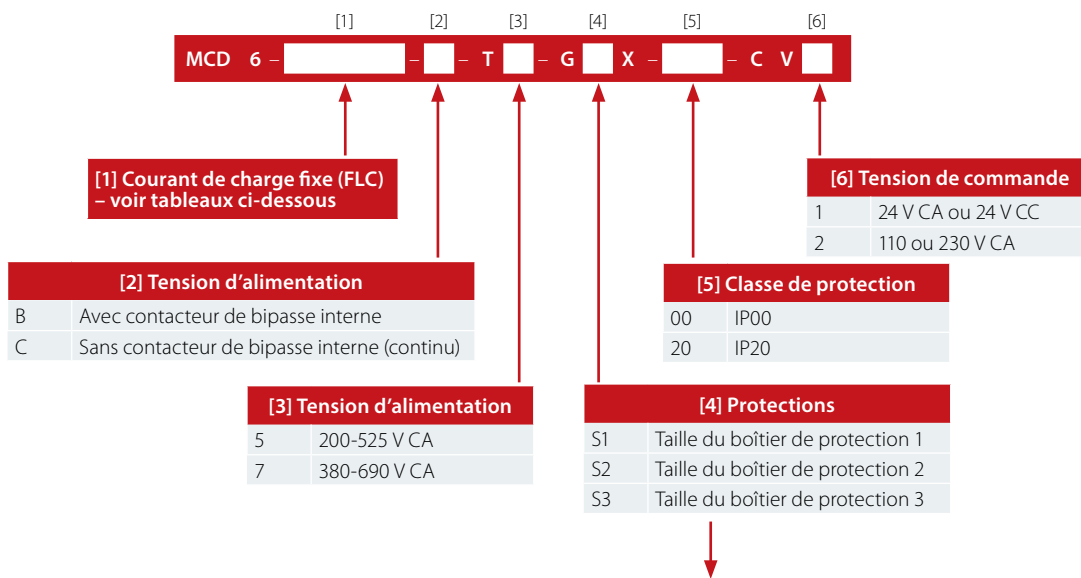 [1] [2] [3] [4] [5] [6]
MCD 6 – – – T – G X – – C V
[1] Courant de charge fixe (FLC)
– voir tableaux ci-dessous
[6] Tension de commande
1 24 V CA ou 24 V CC
2 110 ou 230 V CA
[2] Tension d'alimentation
B Avec contacteur de bipasse interne
C Sans contacteur de bipasse interne (continu)
[5] Classe de protection
00 IP00
20 IP20
[3] Tension d'alimentation
5 200-525 V CA
7 380-690 V CA
[4] Protections
S1 Taille du boîtier de protection 1
S2 Taille du boîtier de protection 2
S3 Taille du boîtier de protection 3